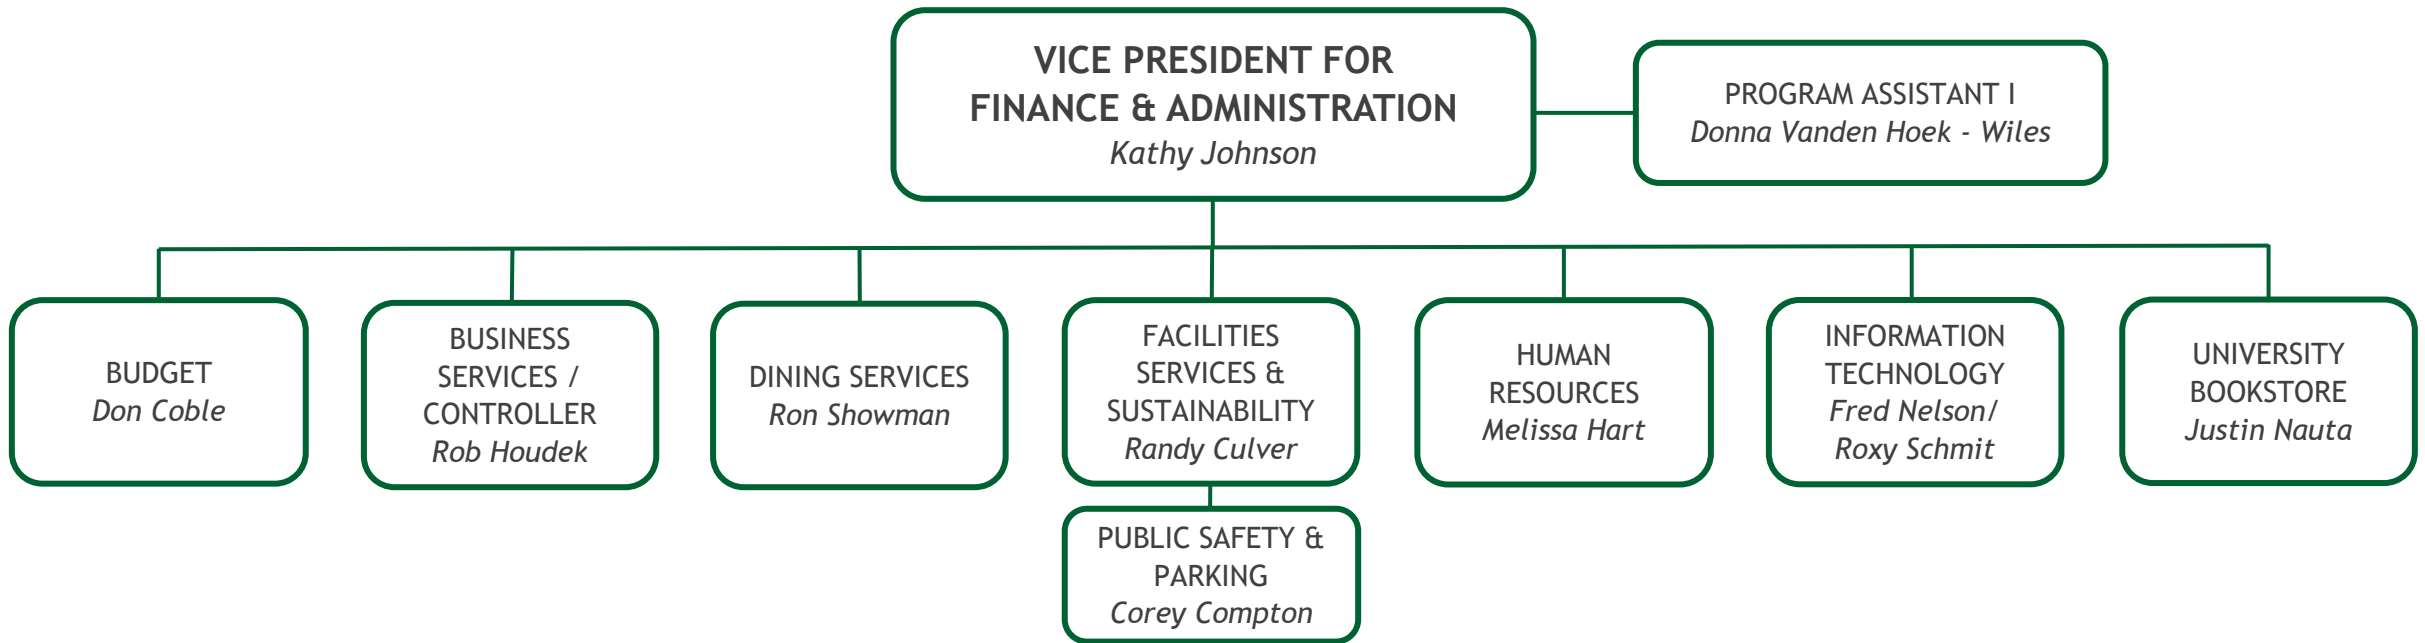 VICE PRESIDENT FOR
FINANCE & ADMINISTRATION
Kathy Johnson
PROGRAM ASSISTANT I
Donna Vanden Hoek - Wiles
BUDGET
Don Coble
BUSINESS
SERVICES /
CONTROLLER
Rob Houdek
DINING SERVICES
Ron Showman
FACILITIES
SERVICES &
SUSTAINABILITY
Randy Culver
HUMAN
RESOURCES
Melissa Hart
INFORMATION
TECHNOLOGY
Fred Nelson/
Roxy Schmit
UNIVERSITY
BOOKSTORE
Justin Nauta
PUBLIC SAFETY &
PARKING
Corey Compton